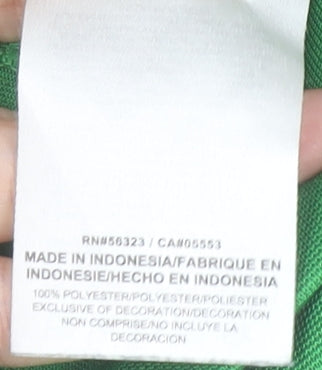 RN#56323 / CA#05553
MADE IN INDONESIA/FABRIQUE EN
INDONESIE/HECHO EN INDONESIA
100% POLYESTER/POLYESTER/POLIESTER
EXCLUSIVE OF DECORATION/DECORATION
NON COMPRISE/NO INCLUYE LA
DECORACION